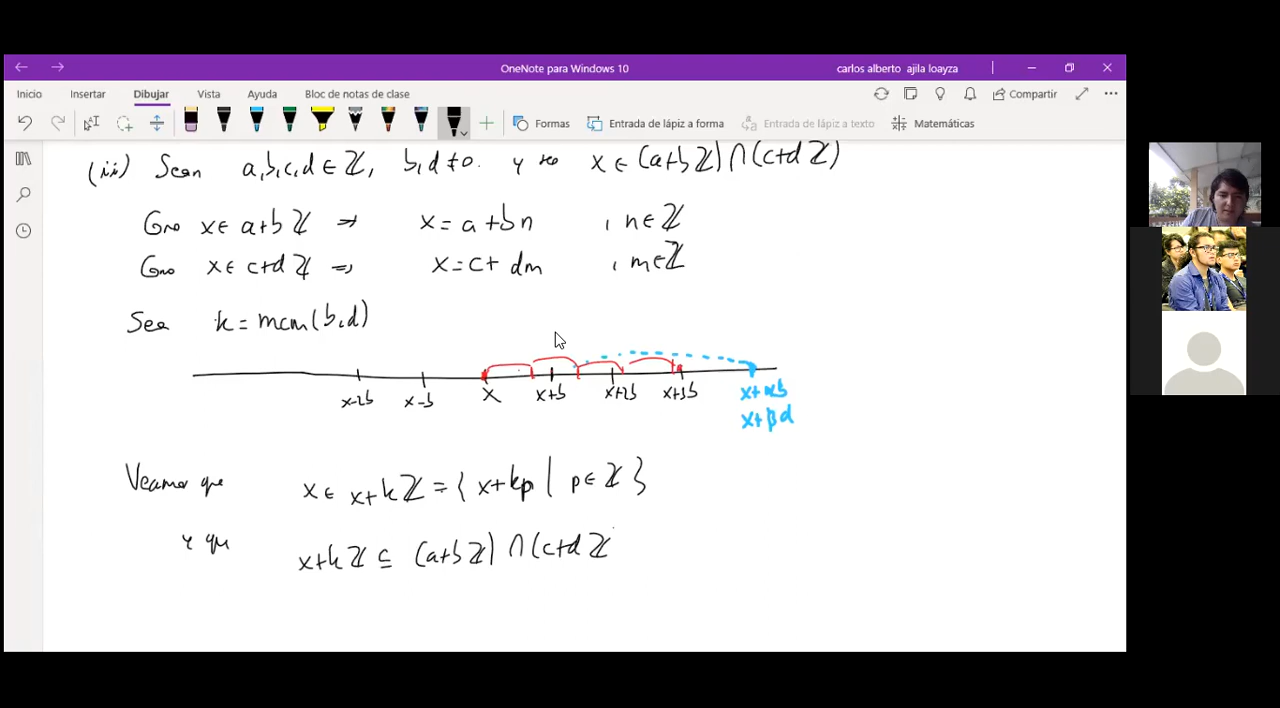 OneNote para Windows 10
carlos alberto ajila loayza
Inicio Insertar Dibujar Vista Ayuda Bloc de notas de clase
Compartir
Formas Entrada de lápiz a forma Entrada de lápiz a texto Matemáticas
(iii) Sean a,b,c,d ∈ ℤ, b,d ≠ 0. y sea x ∈ (a+bℤ) ∩ (c+dℤ)
Como x ∈ a+bℤ ⇒ x = a+bn , n ∈ ℤ
Como x ∈ c+dℤ ⇒ x = c+dm , m ∈ ℤ
Sea k = mcm(b,d)
x-2b x-b x x+b x+2b x+3b x+αb
x+βd
Veamos que x ∈ x+kℤ = { x+kp | p ∈ ℤ }
y que x+kℤ ⊆ (a+bℤ) ∩ (c+dℤ